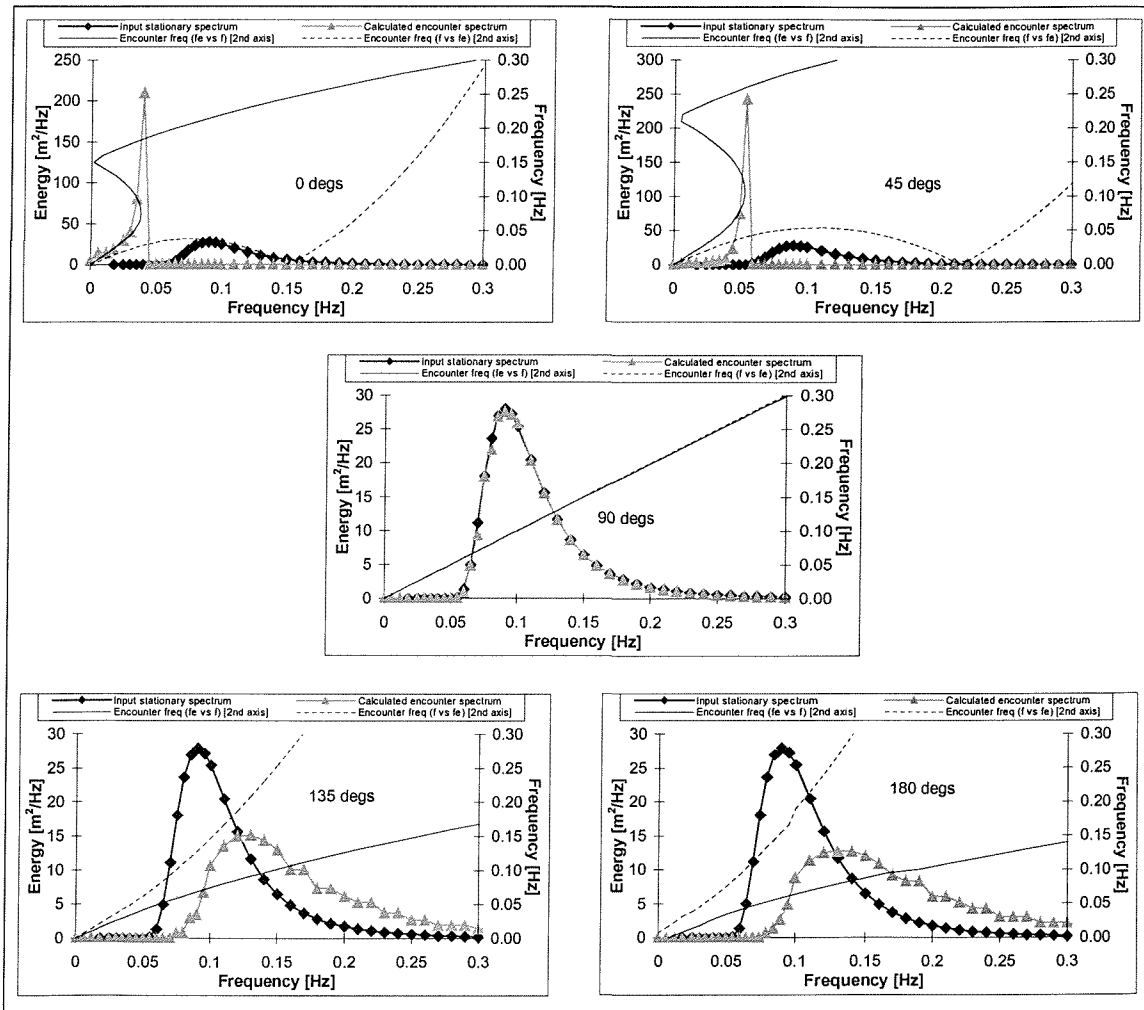 Input stationary spectrum
Calculated encounter spectrum
Encounter freq (fe vs f) [2nd axis]
Encounter freq (f vs fe) [2nd axis]
250
200
150
100
50
0
Energy [m²/Hz]
0.30
0.25
0.20
0.15
0.10
0.05
0.00
Frequency [Hz]
0 degs
0 0.05 0.1 0.15 0.2 0.25 0.3
Frequency [Hz]
Input stationary spectrum
Calculated encounter spectrum
Encounter freq (fe vs f) [2nd axis]
Encounter freq (f vs fe) [2nd axis]
300
250
200
150
100
50
0
Energy [m²/Hz]
0.30
0.25
0.20
0.15
0.10
0.05
0.00
Frequency [Hz]
45 degs
0 0.05 0.1 0.15 0.2 0.25 0.3
Frequency [Hz]
Input stationary spectrum
Calculated encounter spectrum
Encounter freq (fe vs f) [2nd axis]
Encounter freq (f vs fe) [2nd axis]
30
25
20
15
10
5
0
Energy [m²/Hz]
0.30
0.25
0.20
0.15
0.10
0.05
0.00
Frequency [Hz]
90 degs
0 0.05 0.1 0.15 0.2 0.25 0.3
Frequency [Hz]
Input stationary spectrum
Calculated encounter spectrum
Encounter freq (fe vs f) [2nd axis]
Encounter freq (f vs fe) [2nd axis]
30
25
20
15
10
5
0
Energy [m²/Hz]
0.30
0.25
0.20
0.15
0.10
0.05
0.00
Frequency [Hz]
135 degs
0 0.05 0.1 0.15 0.2 0.25 0.3
Frequency [Hz]
Input stationary spectrum
Calculated encounter spectrum
Encounter freq (fe vs f) [2nd axis]
Encounter freq (f vs fe) [2nd axis]
30
25
20
15
10
5
0
Energy [m²/Hz]
0.30
0.25
0.20
0.15
0.10
0.05
0.00
Frequency [Hz]
180 degs
0 0.05 0.1 0.15 0.2 0.25 0.3
Frequency [Hz]